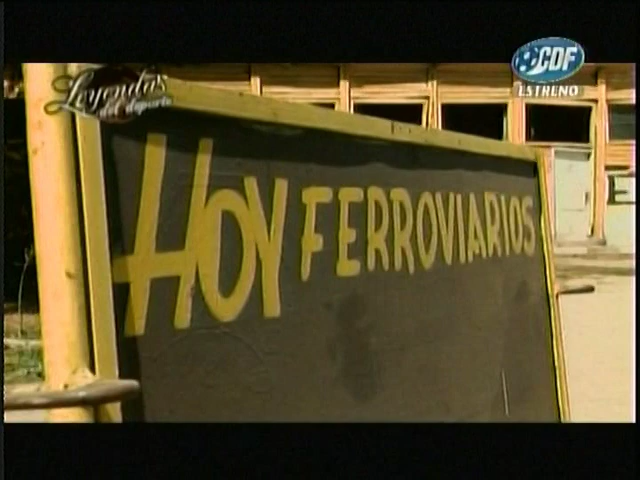 Leyendas
del deporte
CDF
ESTRENO
HOY FERROVIARIOS